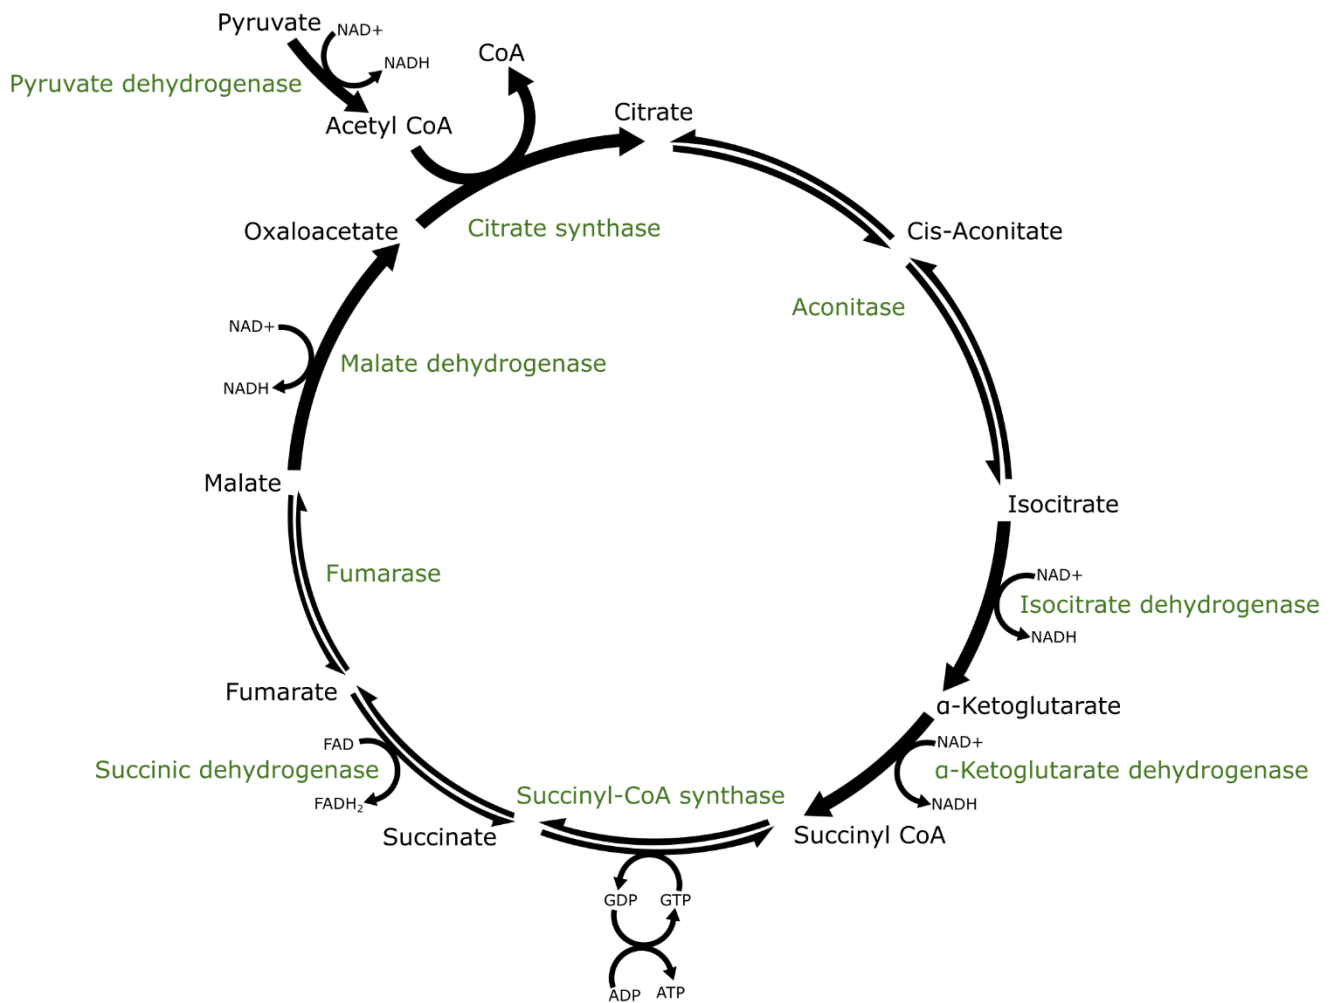 Pyruvate
NAD+
NADH
Pyruvate dehydrogenase
CoA
Acetyl CoA
Citrate
Oxaloacetate
Citrate synthase
Cis-Aconitate
Aconitase
NAD+
Malate dehydrogenase
NADH
Malate
Isocitrate
Fumarase
NAD+
Isocitrate dehydrogenase
NADH
Fumarate
α-Ketoglutarate
FAD
NAD+
Succinic dehydrogenase
α-Ketoglutarate dehydrogenase
FADH₂
Succinyl-CoA synthase
NADH
Succinate
Succinyl CoA
GDP
GTP
ADP
ATP